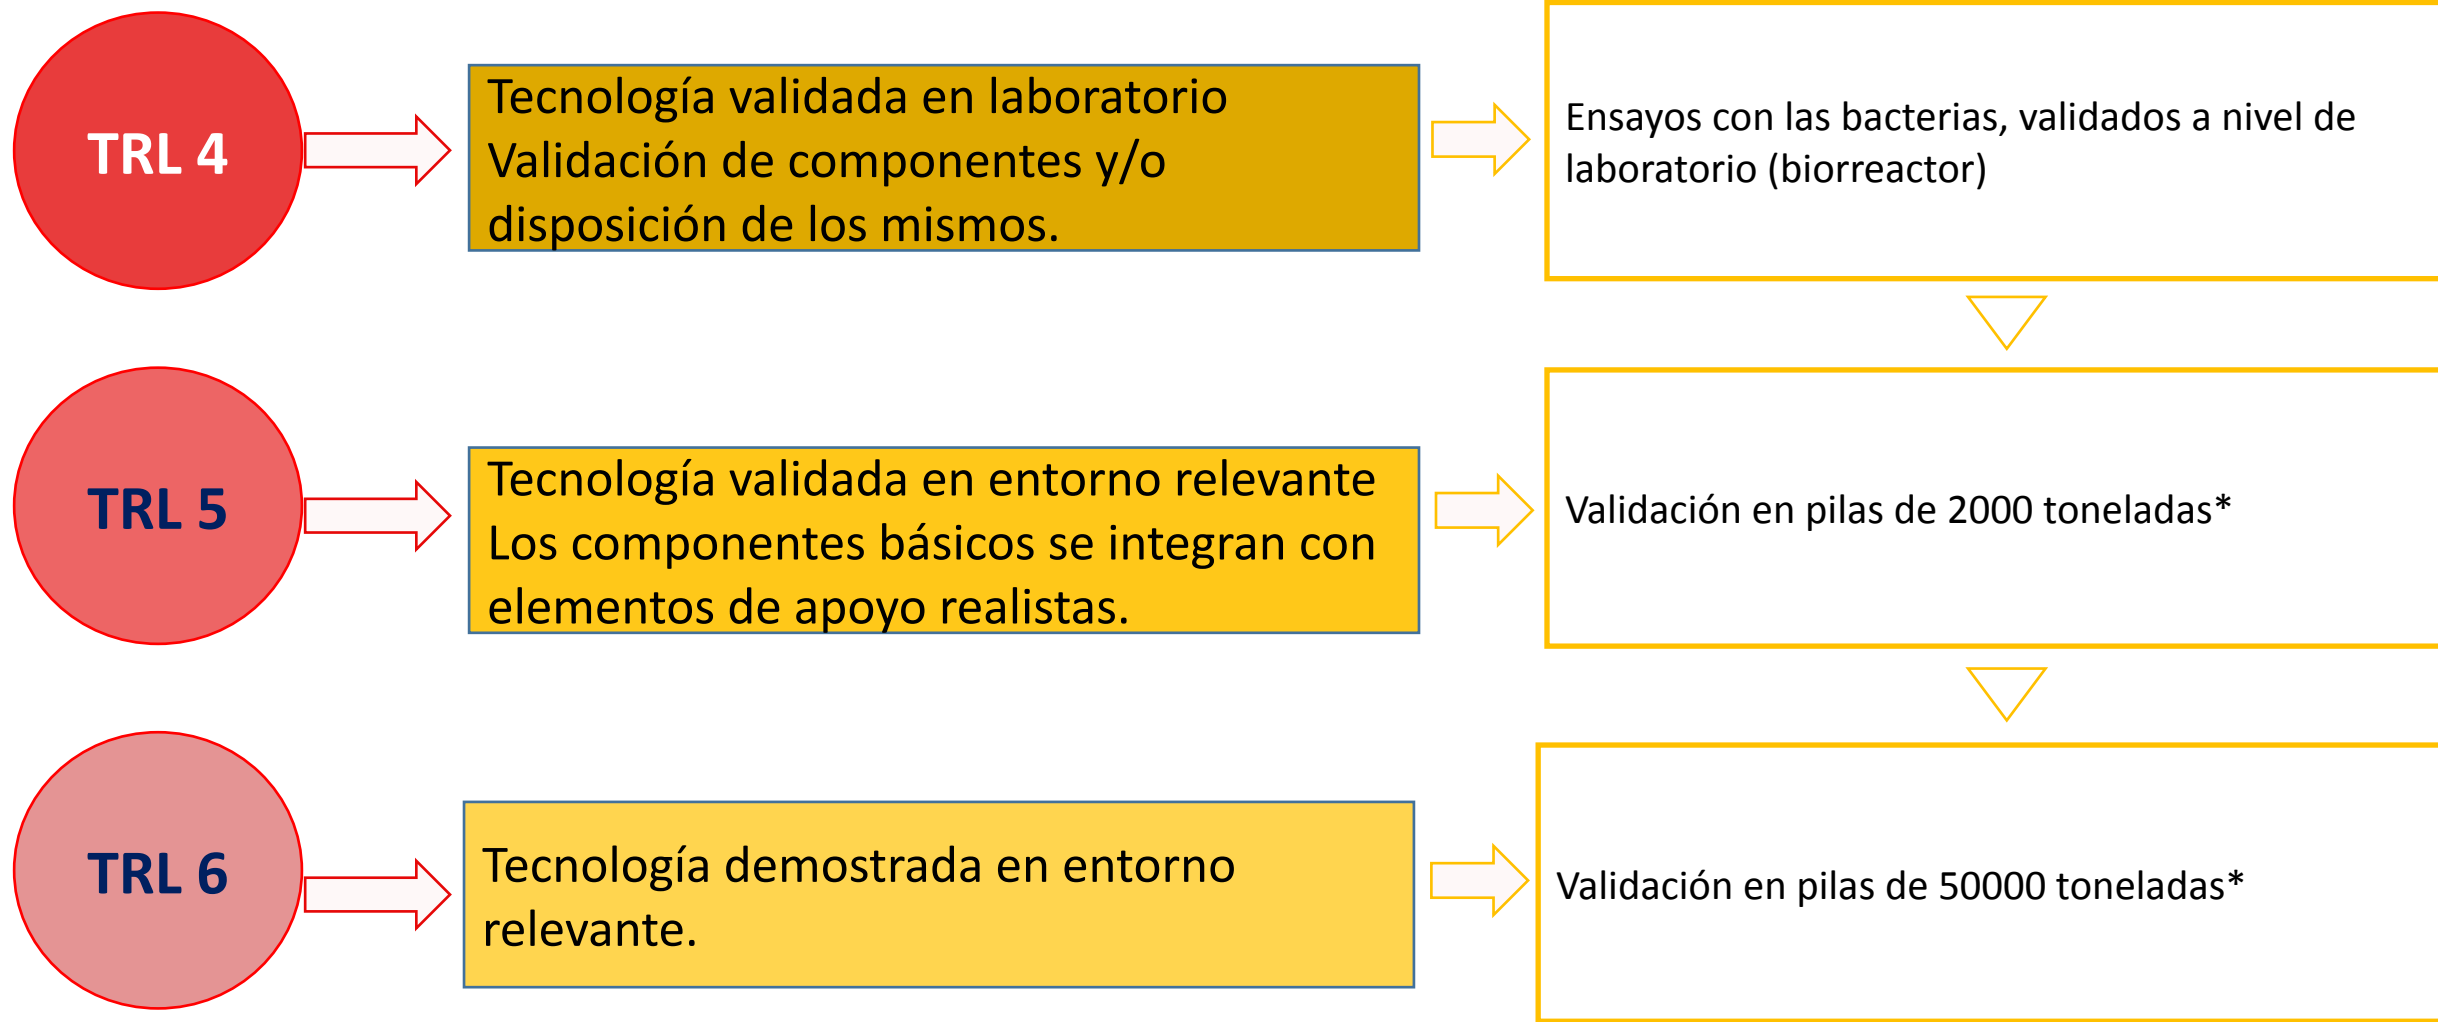 TRL 4
Tecnología validada en laboratorio
Validación de componentes y/o
disposición de los mismos.
Ensayos con las bacterias, validados a nivel de
laboratorio (biorreactor)
TRL 5
Tecnología validada en entorno relevante
Los componentes básicos se integran con
elementos de apoyo realistas.
Validación en pilas de 2000 toneladas*
TRL 6
Tecnología demostrada en entorno
relevante.
Validación en pilas de 50000 toneladas*